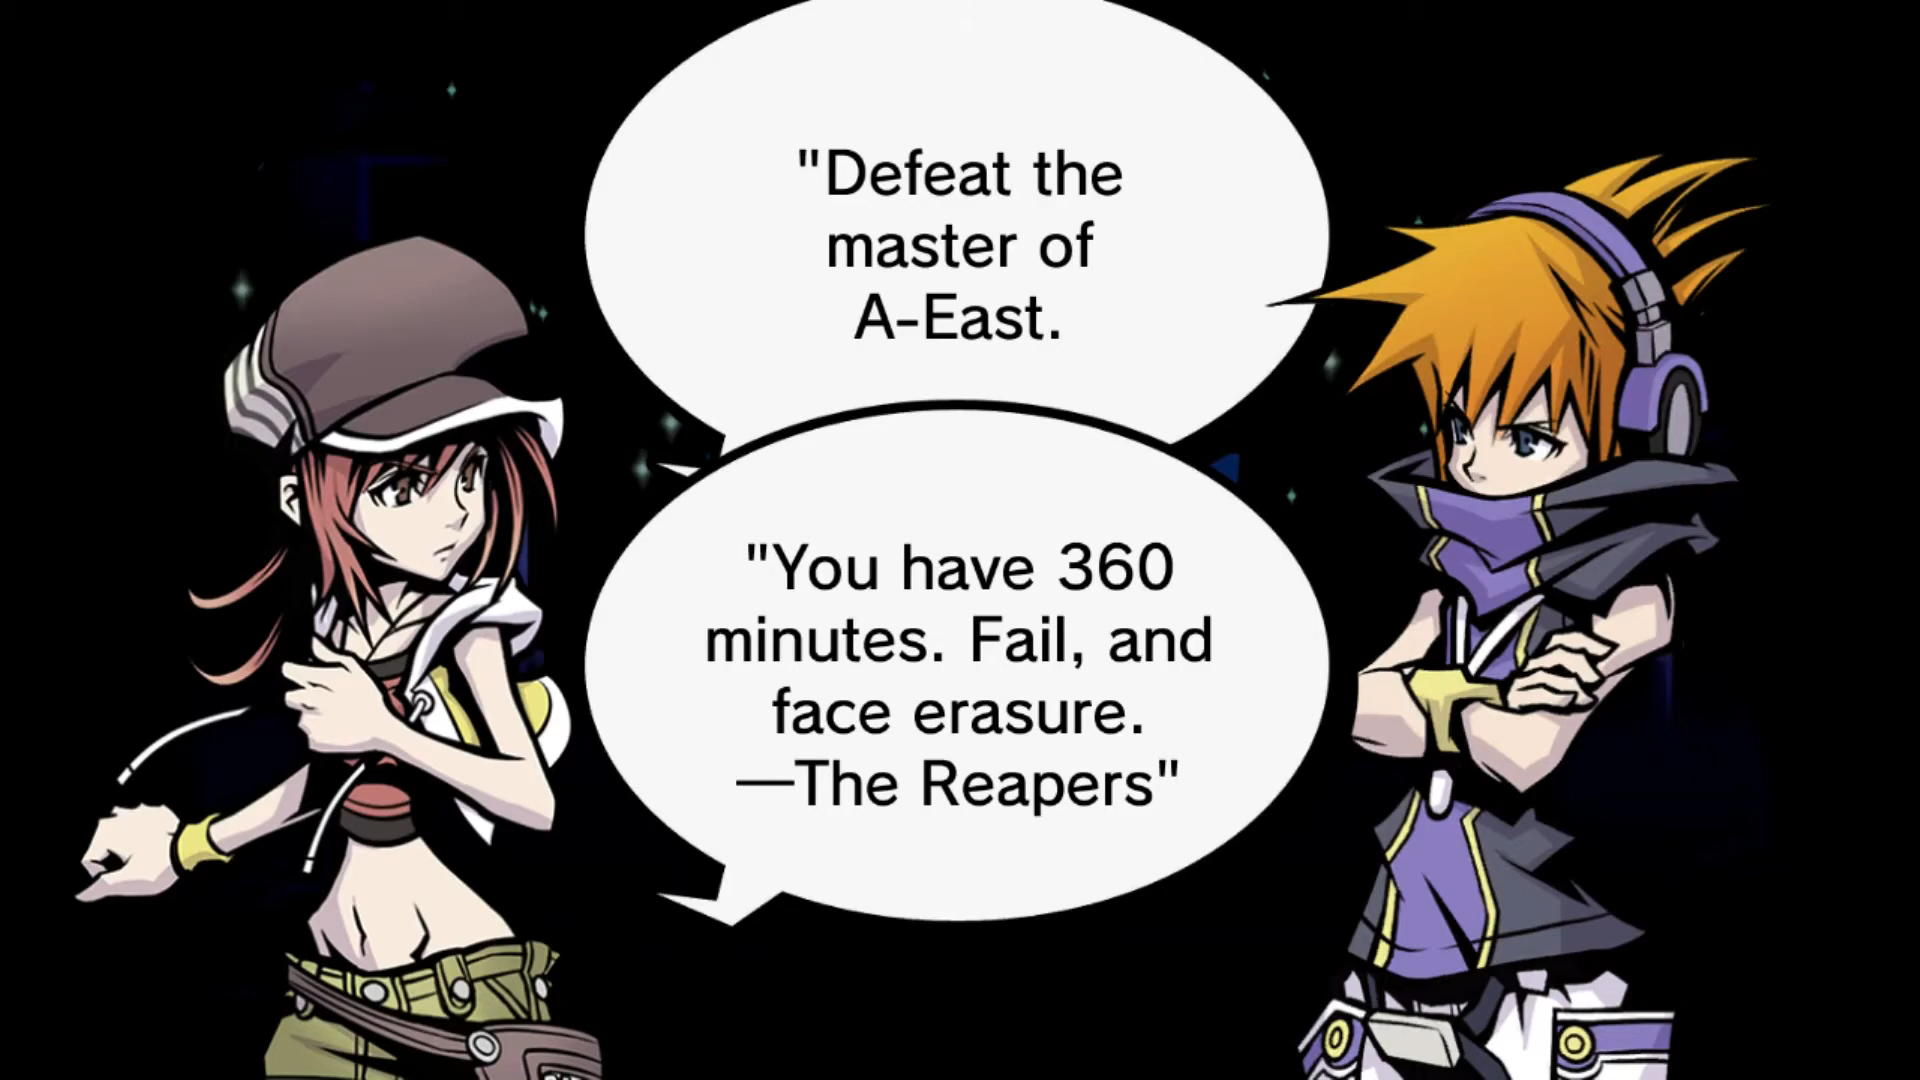 "Defeat the
master of
A-East.
"You have 360
minutes. Fail, and
face erasure.
—The Reapers"